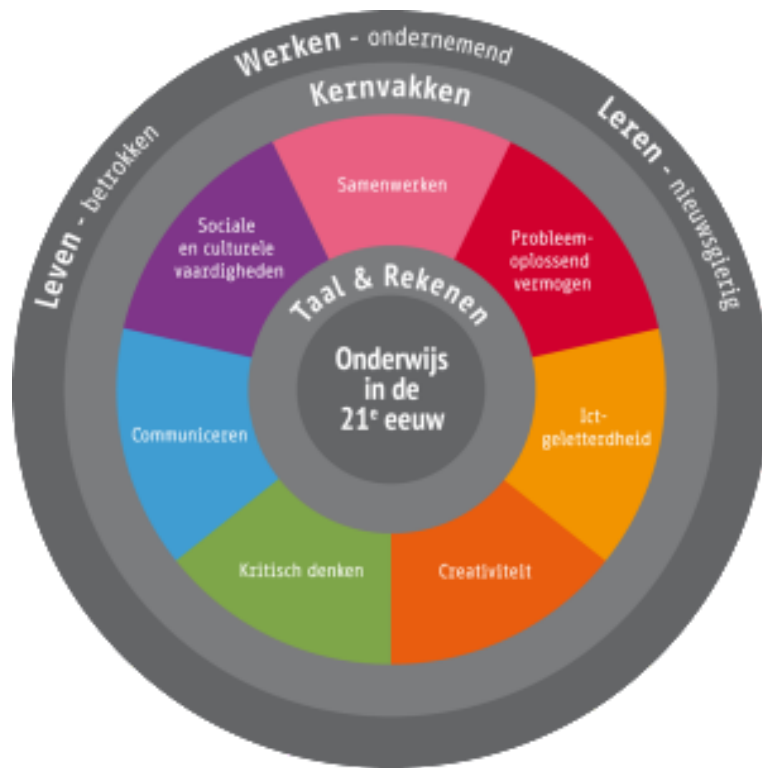 Werken - ondernemend
Leren - nieuwsgierig
Leven - betrokken
Kernvakken
Samenwerken
Probleem-
oplossend
vermogen
Ict-
geletterdheid
Creativiteit
Kritisch denken
Communiceren
Sociale
en culturele
vaardigheden
Taal & Rekenen
Onderwijs
in de
21ᵉ eeuw